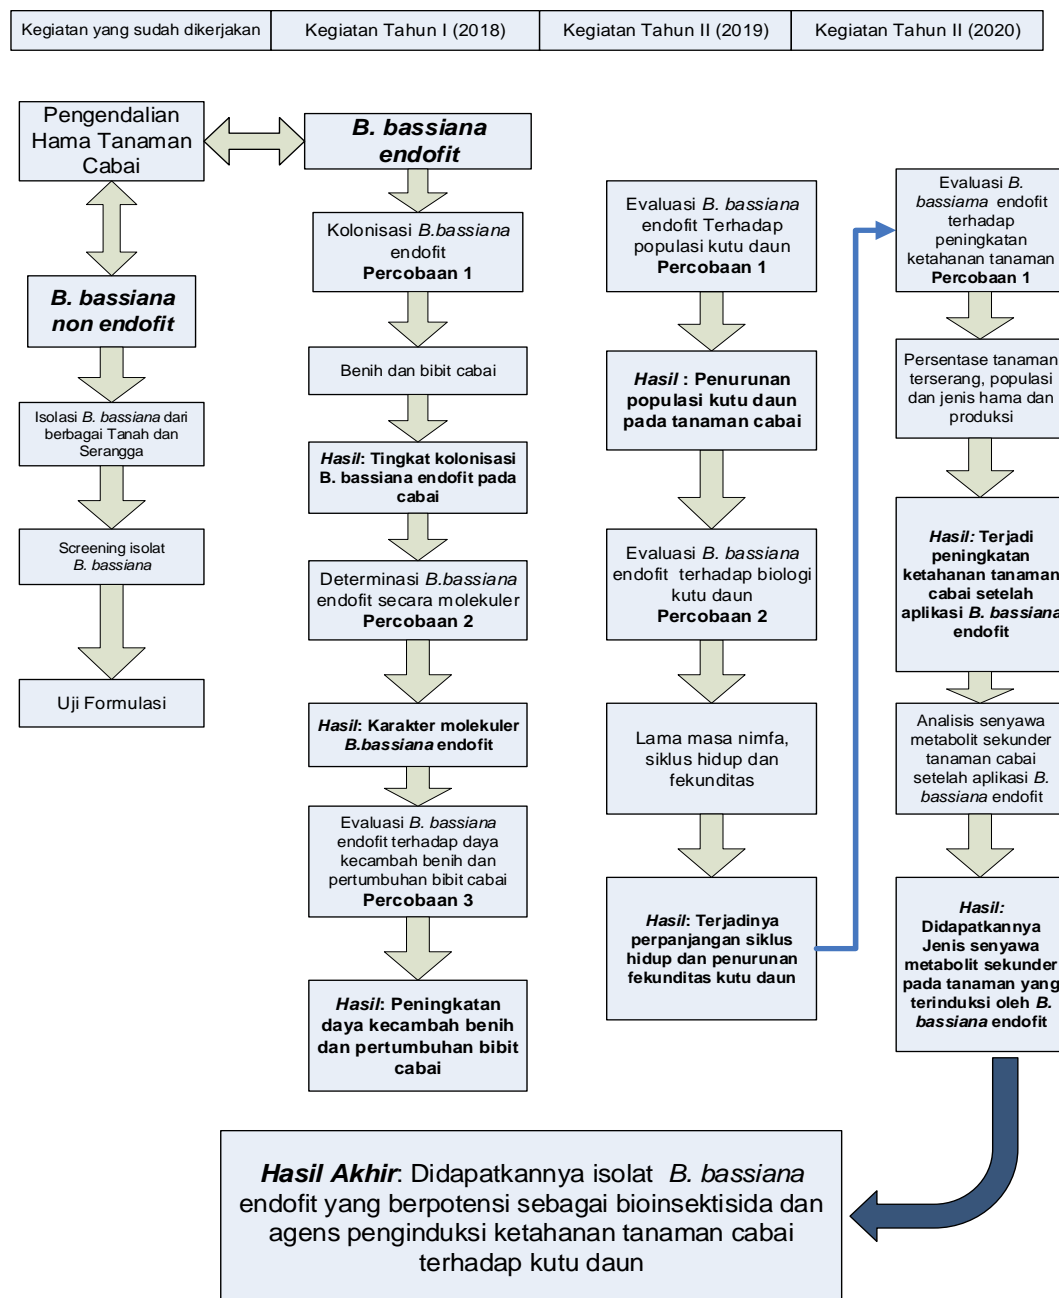 Kegiatan yang sudah dikerjakan
Kegiatan Tahun I (2018)
Kegiatan Tahun II (2019)
Kegiatan Tahun II (2020)
Pengendalian
Hama Tanaman
Cabai
B. bassiana
non endofit
Isolasi B. bassiana dari
berbagai Tanah dan
Serangga
Screening isolat
B. bassiana
Uji Formulasi
B. bassiana
endofit
Kolonisasi B.bassiana
endofit
Percobaan 1
Benih dan bibit cabai
Hasil: Tingkat kolonisasi
B. bassiana endofit pada
cabai
Determinasi B.bassiana
endofit secara molekuler
Percobaan 2
Hasil: Karakter molekuler
B.bassiana endofit
Evaluasi B. bassiana
endofit terhadap daya
kecambah benih dan
pertumbuhan bibit cabai
Percobaan 3
Hasil: Peningkatan
daya kecambah benih
dan pertumbuhan bibit
cabai
Evaluasi B. bassiana
endofit Terhadap
populasi kutu daun
Percobaan 1
Hasil : Penurunan
populasi kutu daun
pada tanaman cabai
Evaluasi B. bassiana
endofit terhadap biologi
kutu daun
Percobaan 2
Lama masa nimfa,
siklus hidup dan
fekunditas
Hasil: Terjadinya
perpanjangan siklus
hidup dan penurunan
fekunditas kutu daun
Evaluasi B.
bassiama endofit
terhadap
peningkatan
ketahanan tanaman
Percobaan 1
Persentase tanaman
terserang, populasi
dan jenis hama dan
produksi
Hasil: Terjadi
peningkatan
ketahanan tanaman
cabai setelah
aplikasi B. bassiana
endofit
Analisis senyawa
metabolit sekunder
tanaman cabai
setelah aplikasi B.
bassiana endofit
Hasil:
Didapatkannya
Jenis senyawa
metabolit sekunder
pada tanaman yang
terinduksi oleh B.
bassiana endofit
Hasil Akhir: Didapatkannya isolat B. bassiana
endofit yang berpotensi sebagai bioinsektisida dan
agens penginduksi ketahanan tanaman cabai
terhadap kutu daun